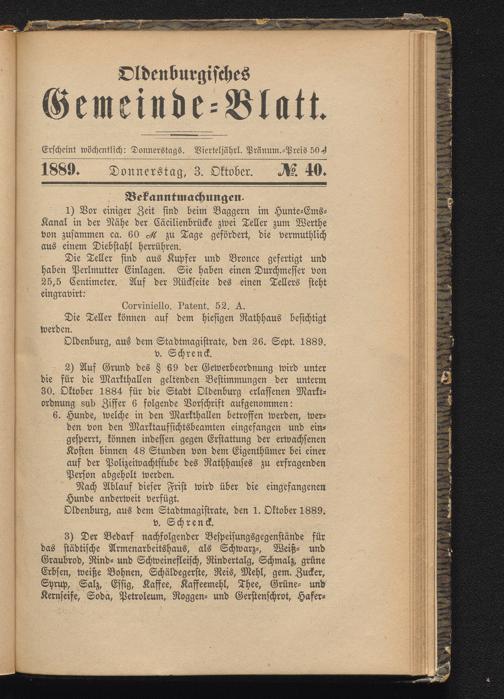 Oldenburgisches
Gemeinde-Blatt.
Erscheint wöchentlich: Donnerstags. Vierteljährl. Pränum.-Preis 50 ₰
1889. Donnerstag, 3. Oktober. №. 40.
Bekanntmachungen.
1) Vor einiger Zeit sind beim Baggern im Hunte-Ems-
Kanal in der Nähe der Cäcilienbrücke zwei Teller zum Werthe
von zusammen ca. 60 ℳ zu Tage gefördert, die vermuthlich
aus einem Diebstahl herrühren.
Die Teller sind aus Kupfer und Bronce gefertigt und
haben Perlmutter Einlagen. Sie haben einen Durchmesser von
25,5 Centimeter. Auf der Rückseite des einen Tellers steht
eingravirt:
Corviniello. Patent. 52. A.
Die Teller können auf dem hiesigen Rathhaus besichtigt
werden.
Oldenburg, aus dem Stadtmagistrate, den 26. Sept. 1889.
v. Schrenck.
2) Auf Grund des § 69 der Gewerbeordnung wird unter
die für die Markthallen geltenden Bestimmungen der unterm
30. Oktober 1884 für die Stadt Oldenburg erlassenen Markt-
ordnung sub Ziffer 6 folgende Vorschrift aufgenommen:
6. Hunde, welche in den Markthallen betroffen werden, wer-
den von den Marktaufsichtsbeamten eingefangen und ein-
gesperrt, können indessen gegen Erstattung der erwachsenen
Kosten binnen 48 Stunden von dem Eigenthümer bei einer
auf der Polizeiwachtstube des Rathhauses zu erfragenden
Person abgeholt werden.
Nach Ablauf dieser Frist wird über die eingefangenen
Hunde anderweit verfügt.
Oldenburg, aus dem Stadtmagistrate, den 1. Oktober 1889.
v. Schrenck.
3) Der Bedarf nachfolgender Bespeisungsgegenstände für
das städtische Armenarbeitshaus, als Schwarz-, Weiß- und
Graubrod, Rind- und Schweinefleisch, Rindertalg, Schmalz, grüne
Erbsen, weiße Bohnen, Schäldegerste, Reis, Mehl, gem. Zucker,
Syrup, Salz, Essig, Kaffee, Kaffeemehl, Thee, Grüne- und
Kernseife, Soda, Petroleum, Roggen- und Gerstenschrot, Hafer-